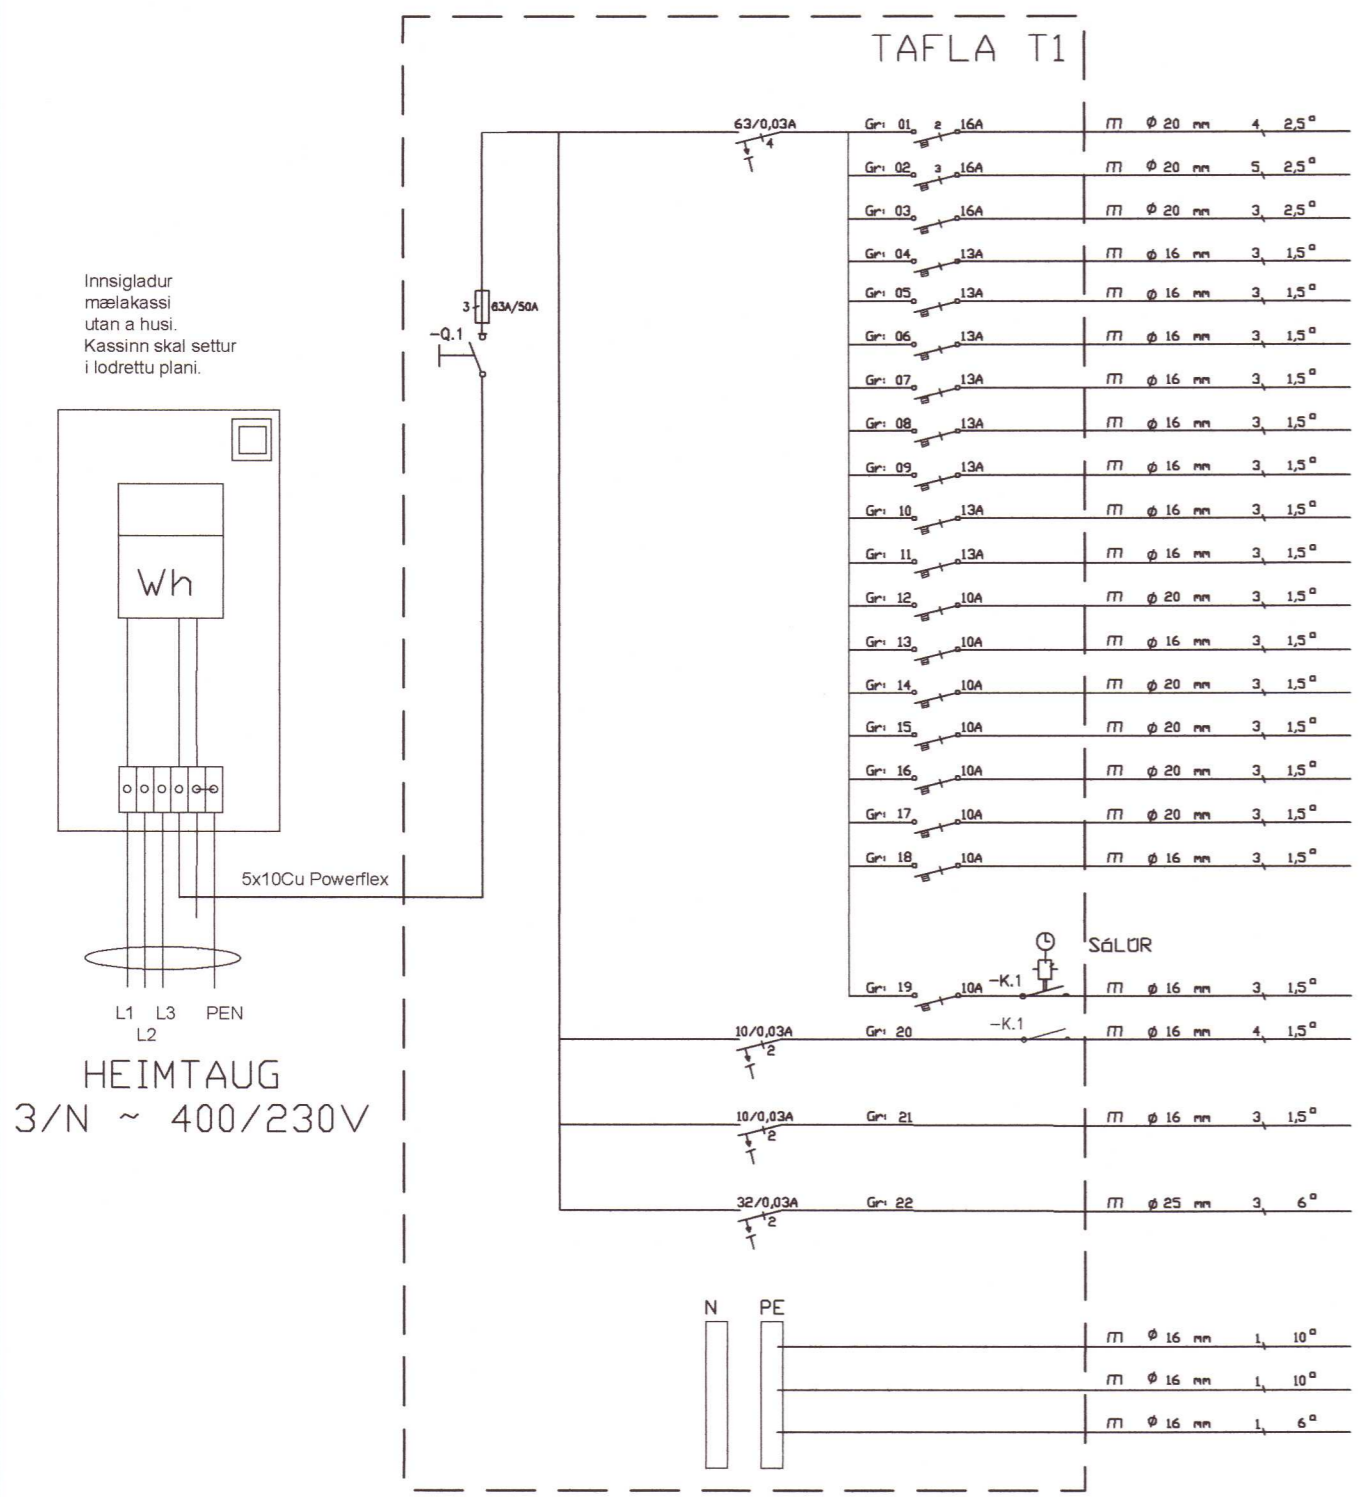 TAFLA T1
63/0,03A 4 Gr: 01 2 16A m ø 20 mm 4 2,5▫
Gr: 02 3 16A m ø 20 mm 5 2,5▫
Gr: 03 16A m ø 20 mm 3 2,5▫
Gr: 04 13A m ø 16 mm 3 1,5▫
Gr: 05 13A m ø 16 mm 3 1,5▫
Gr: 06 13A m ø 16 mm 3 1,5▫
Gr: 07 13A m ø 16 mm 3 1,5▫
Gr: 08 13A m ø 16 mm 3 1,5▫
Gr: 09 13A m ø 16 mm 3 1,5▫
Gr: 10 13A m ø 16 mm 3 1,5▫
Gr: 11 13A m ø 16 mm 3 1,5▫
Gr: 12 10A m ø 20 mm 3 1,5▫
Gr: 13 10A m ø 16 mm 3 1,5▫
Gr: 14 10A m ø 20 mm 3 1,5▫
Gr: 15 10A m ø 20 mm 3 1,5▫
Gr: 16 10A m ø 20 mm 3 1,5▫
Gr: 17 10A m ø 20 mm 3 1,5▫
Gr: 18 10A m ø 16 mm 3 1,5▫
SóLÚR
Gr: 19 10A -K.1 m ø 16 mm 3 1,5▫
10/0,03A 2 Gr: 20 -K.1 m ø 16 mm 4 1,5▫
10/0,03A 2 Gr: 21 m ø 16 mm 3 1,5▫
32/0,03A 2 Gr: 22 m ø 25 mm 3 6▫
N PE
m ø 16 mm 1 10▫
m ø 16 mm 1 10▫
m ø 16 mm 1 6▫
3 63A/50A
-Q.1
Innsigladur
mælakassi
utan a husi.
Kassinn skal settur
i lodrettu plani.
Wh
5x10Cu Powerflex
L1 L3 PEN
L2
HEIMTAUG
3/N ~ 400/230V